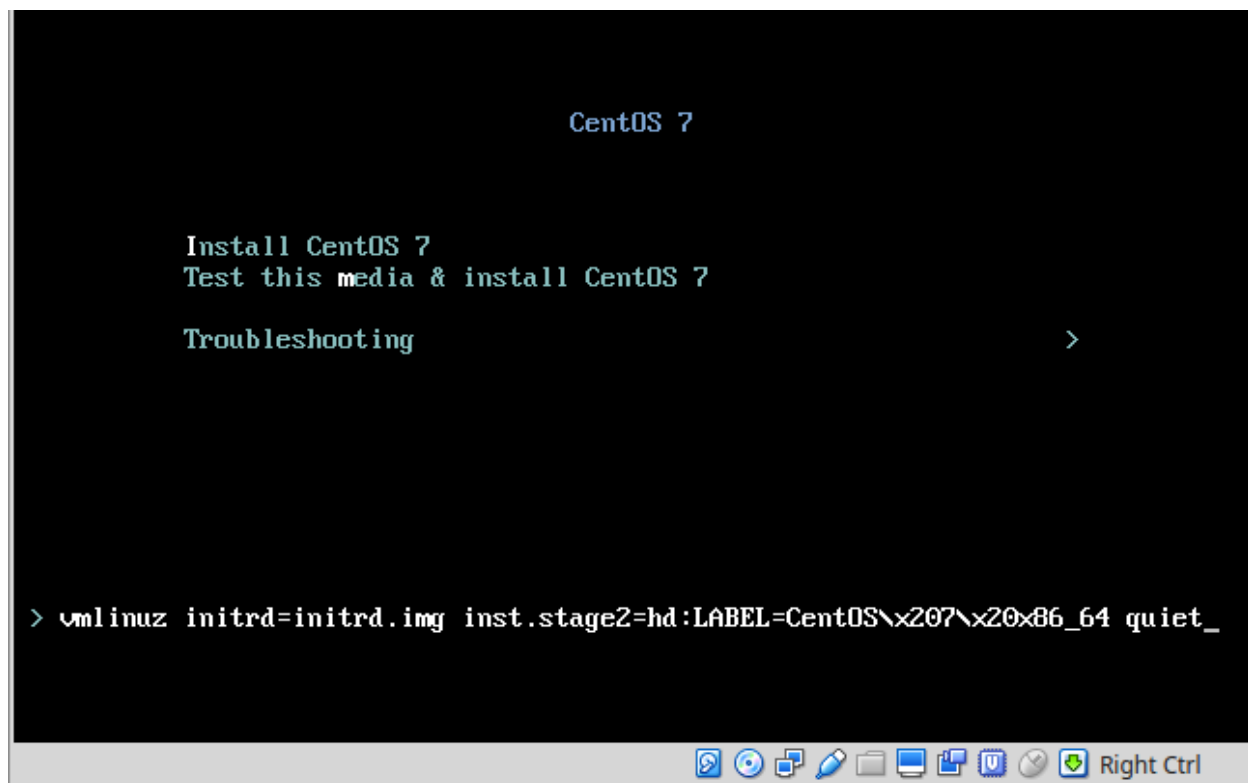 CentOS 7
Install CentOS 7
Test this media & install CentOS 7
Troubleshooting >
> vmlinuz initrd=initrd.img inst.stage2=hd:LABEL=CentOS\x207\x20x86_64 quiet_
Right Ctrl